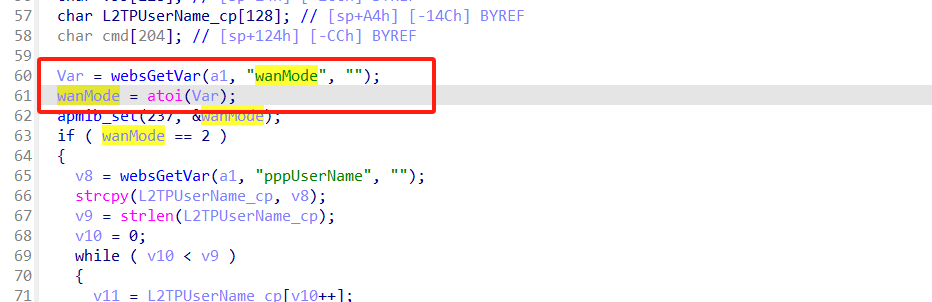 57 char L2TPUserName_cp[128]; // [sp+A4h] [-14Ch] BYREF
58 char cmd[204]; // [sp+124h] [-CCh] BYREF
59
60 Var = websGetVar(a1, "wanMode", "");
61 wanMode = atoi(Var);
62 apmib_set(237, &wanMode);
63 if ( wanMode == 2 )
64 {
65 v8 = websGetVar(a1, "pppUserName", "");
66 strcpy(L2TPUserName_cp, v8);
67 v9 = strlen(L2TPUserName_cp);
68 v10 = 0;
69 while ( v10 < v9 )
70 {
71 v11 = L2TPUserName_cp[v10++];